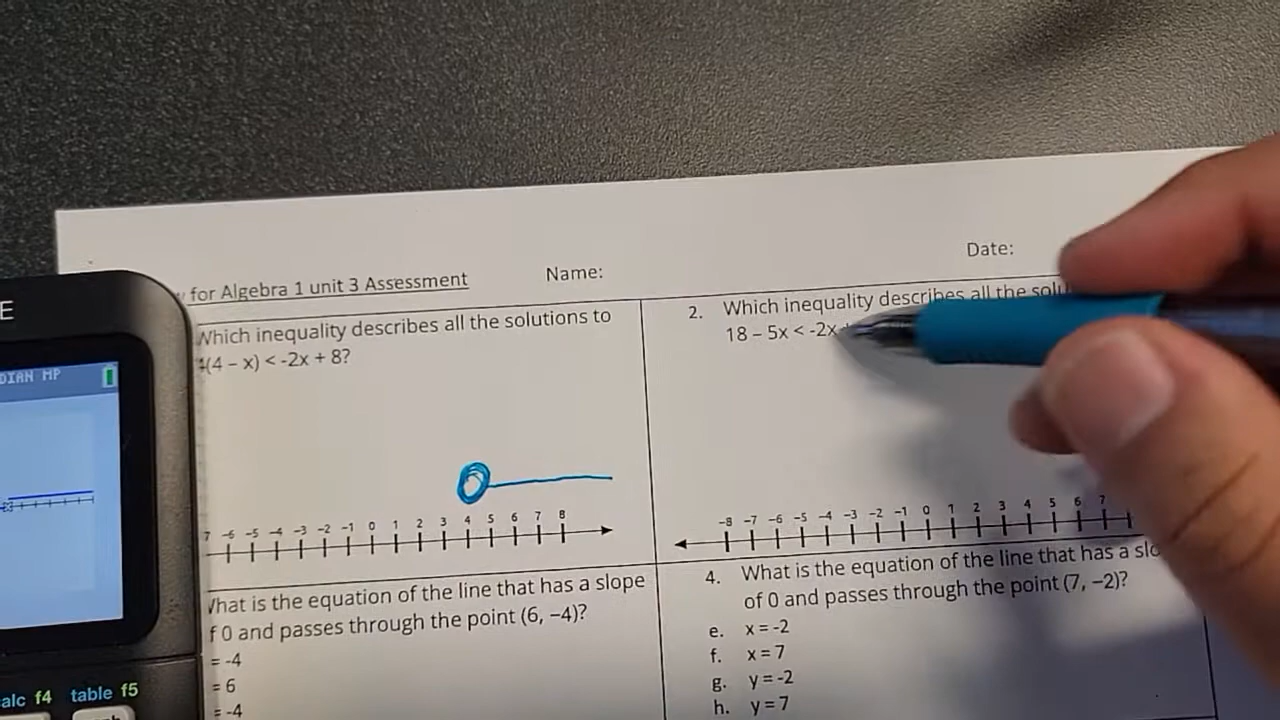 for Algebra 1 unit 3 Assessment
Name:
Date:
Which inequality describes all the solutions to
4(4 – x) < -2x + 8?
2. Which inequality describes all the
18 – 5x < -2x
E
DIAN MP
-6 -5 -4 -3 -2 -1 0 1 2 3 4 5 6 7 8
-8 -7 -6 -5 -4 -3 -2 -1 0 1 2 3 4 5 6 7
What is the equation of the line that has a slope
0 and passes through the point (6, –4)?
= -4
= 6
= -4
4. What is the equation of the line that has a
of 0 and passes through the point (7, –2)?
e. x = -2
f. x = 7
g. y = -2
h. y = 7
calc f4 table f5